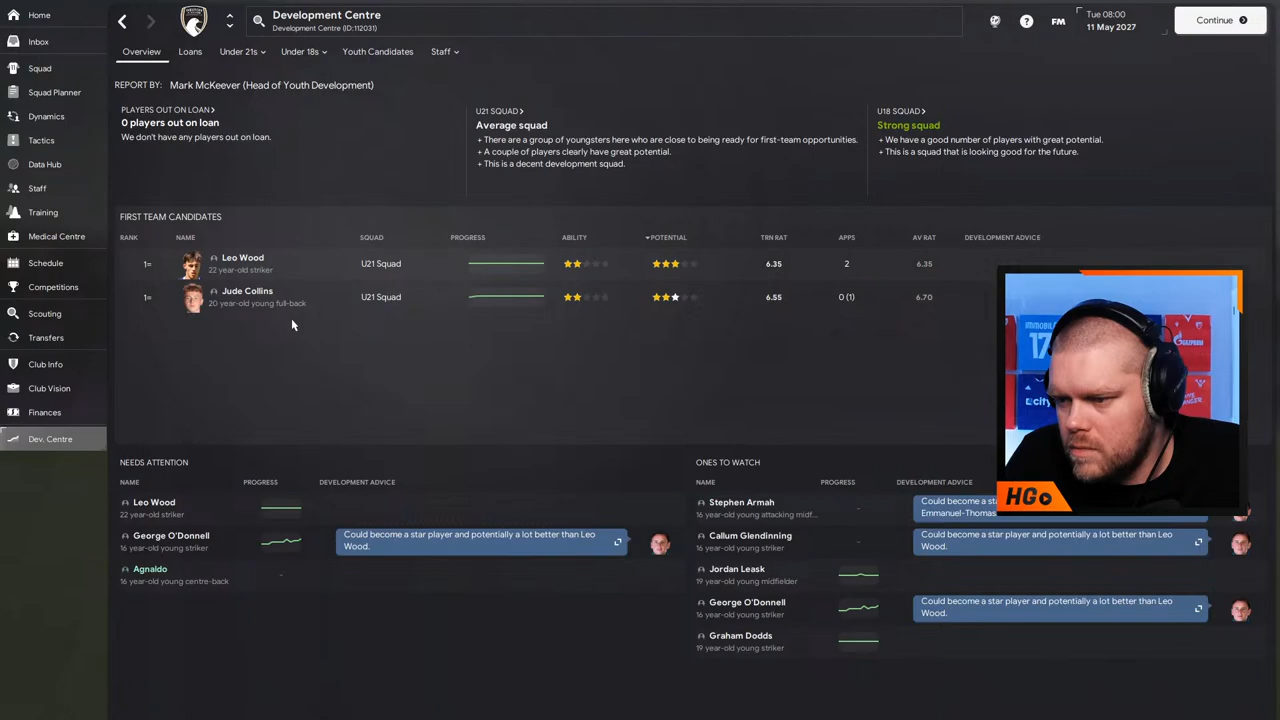 Home
Inbox
Squad
Squad Planner
Dynamics
Tactics
Data Hub
Staff
Training
Medical Centre
Schedule
Competitions
Scouting
Transfers
Club Info
Club Vision
Finances
Dev. Centre
Development Centre
Development Centre (ID:112031)
?
FM
Tue 08:00
11 May 2027
Continue
Overview
Loans
Under 21s
Under 18s
Youth Candidates
Staff
REPORT BY: Mark McKeever (Head of Youth Development)
PLAYERS OUT ON LOAN
0 players out on loan
We don't have any players out on loan.
U21 SQUAD
Average squad
+ There are a group of youngsters here who are close to being ready for first-team opportunities.
+ A couple of players clearly have great potential.
+ This is a decent development squad.
U18 SQUAD
Strong squad
+ We have a good number of players with great potential.
+ This is a squad that is looking good for the future.
FIRST TEAM CANDIDATES
RANK NAME SQUAD PROGRESS ABILITY POTENTIAL TRN RAT APPS AV RAT DEVELOPMENT ADVICE
1= Leo Wood U21 Squad 6.35 2 6.35
22 year-old striker
1= Jude Collins U21 Squad 6.55 0 (1) 6.70
20 year-old young full-back
NEEDS ATTENTION
NAME PROGRESS DEVELOPMENT ADVICE
Leo Wood
22 year-old striker
George O'Donnell
16 year-old young striker
Could become a star player and potentially a lot better than Leo
Wood.
Agnaldo
16 year-old young centre-back
-
ONES TO WATCH
NAME PROGRESS DEVELOPMENT ADVICE
Stephen Armah
16 year-old young attacking midf...
-
Could become a sta
Emmanuel-Thomas
Callum Glendinning
16 year-old young striker
-
Could become a star player and potentially a lot better than Leo
Wood.
Jordan Leask
19 year-old young midfielder
George O'Donnell
16 year-old young striker
Could become a star player and potentially a lot better than Leo
Wood.
Graham Dodds
19 year-old young striker
IMMOBIL
17
GAZPROM
city
HG